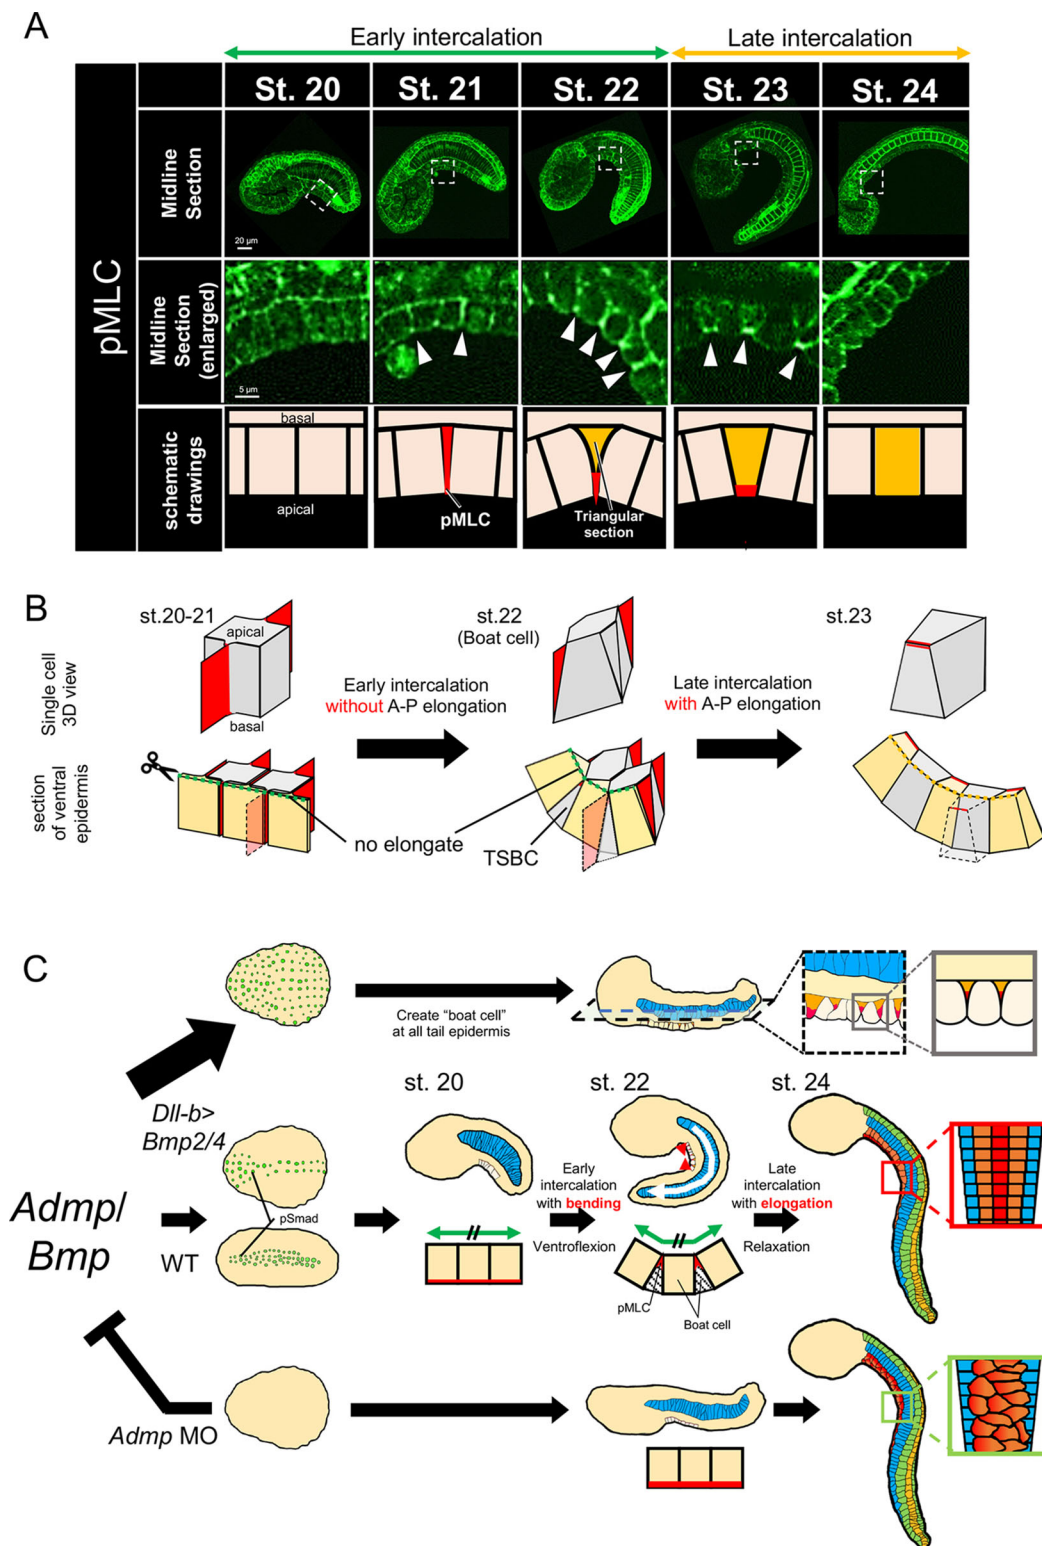 A
Early intercalation
Late intercalation
St. 20
St. 21
St. 22
St. 23
St. 24
pMLC
Midline
Section
20 µm
Midline
Section
(enlarged)
5 µm
schematic
drawings
basal
apical
pMLC
Triangular
section
B
Single cell
3D view
st.20-21
apical
basal
Early intercalation
without A-P elongation
st.22
(Boat cell)
Late intercalation
with A-P elongation
st.23
section
of ventral
epidermis
no elongate
TSBC
C
Create "boat cell"
at all tail epidermis
Dll-b>
Bmp2/4
Admp/
Bmp
WT
pSmad
st. 20
Early
intercalation
with bending
Ventroflexion
st. 22
pMLC
Boat cell
Late
intercalation
with elongation
Relaxation
st. 24
Admp MO